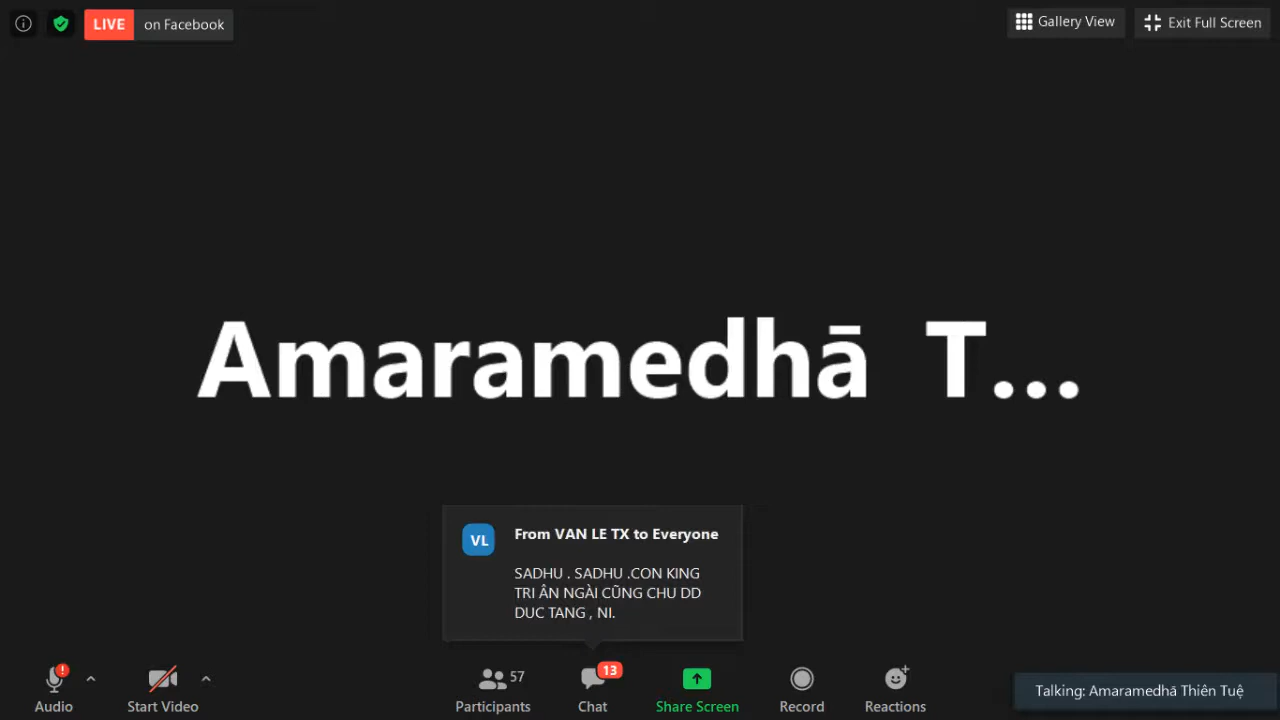 LIVE on Facebook
Gallery View
Exit Full Screen
Amaramedhā T...
VL
From VAN LE TX to Everyone
SADHU . SADHU .CON KING
TRI ÂN NGÀI CŨNG CHU DD
DUC TANG , NI.
Audio
Start Video
57
Participants
13
Chat
Share Screen
Record
Reactions
Talking: Amaramedhā Thiên Tuệ